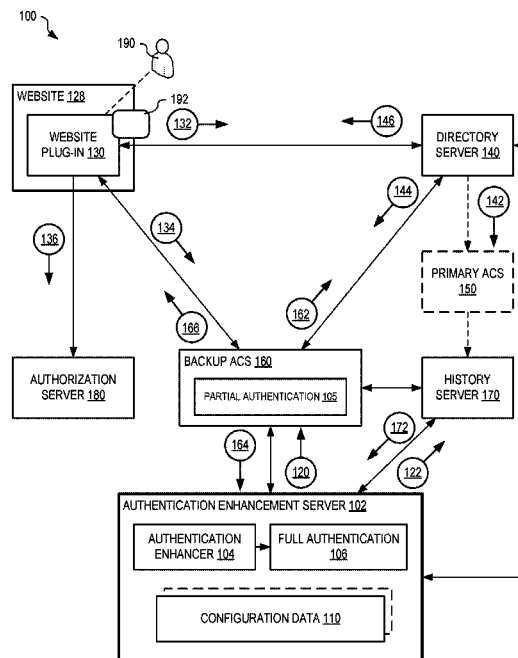 100
190
WEBSITE 128
192
WEBSITE
PLUG-IN 130
132
146
DIRECTORY
SERVER 140
136
134
144
142
PRIMARY ACS
150
166
162
AUTHORIZATION
SERVER 180
BACKUP ACS 160
PARTIAL AUTHENTICATION 105
HISTORY
SERVER 170
164
120
172
122
AUTHENTICATION ENHANCEMENT SERVER 102
AUTHENTICATION
ENHANCER 104
FULL AUTHENTICATION
106
CONFIGURATION DATA 110